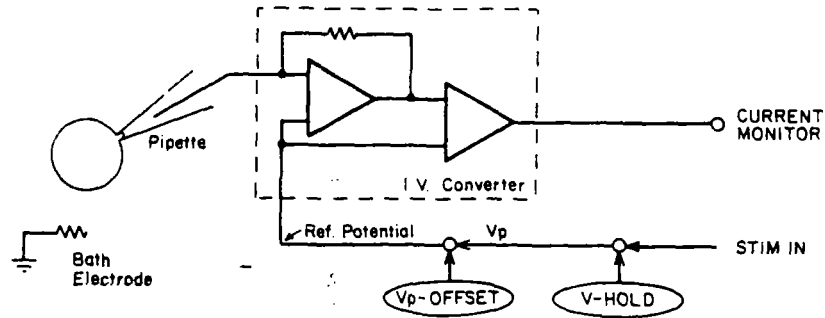 Pipette
CURRENT
MONITOR
I V. Converter
Ref. Potential
Vp
STIM IN
Bath
Electrode
Vp-OFFSET
V-HOLD